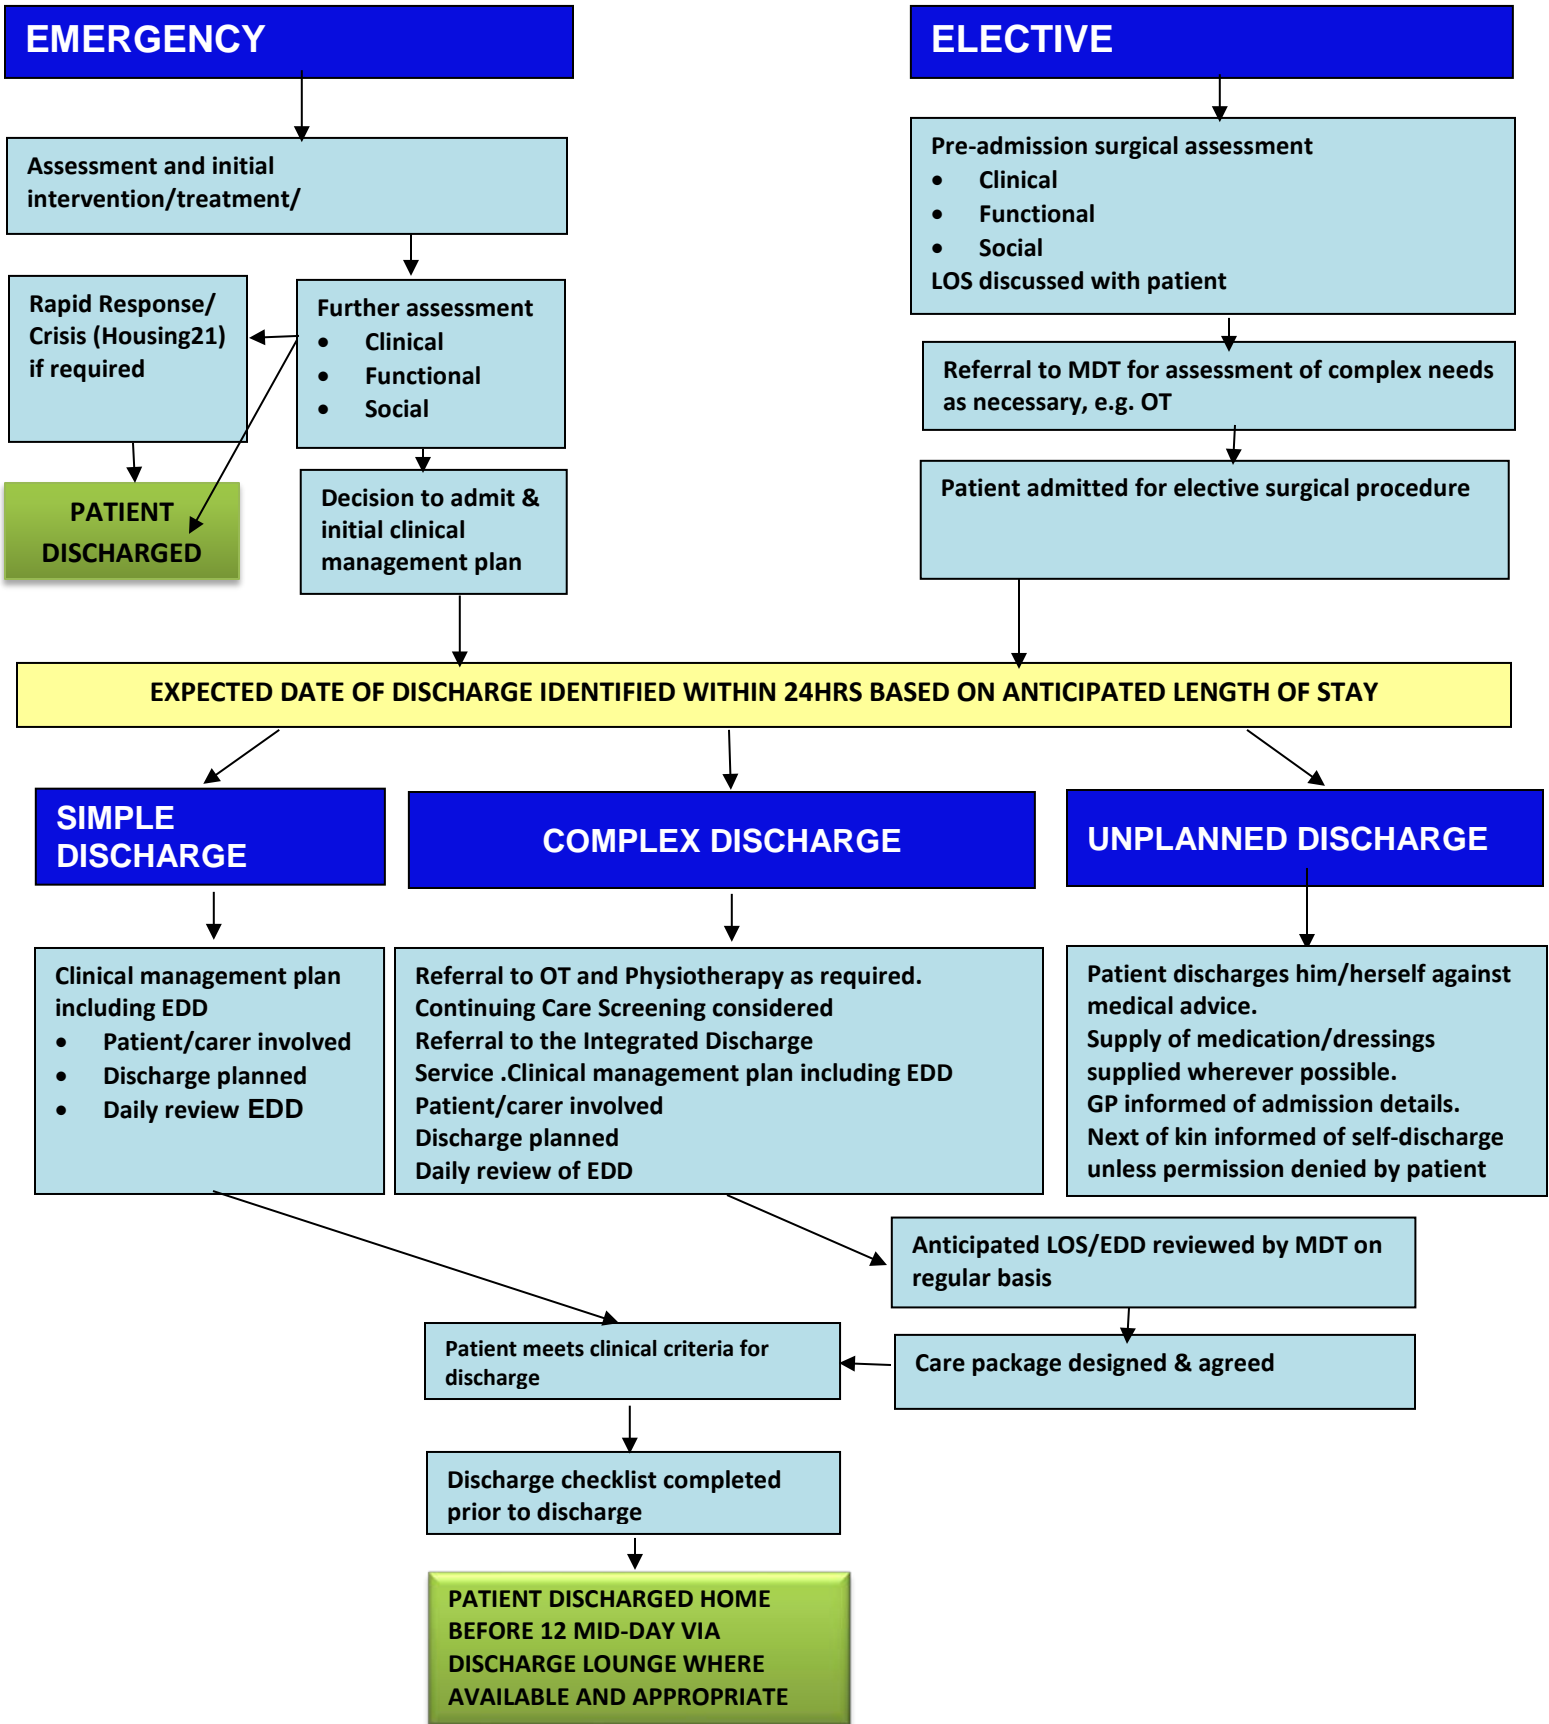 EMERGENCY
Assessment and initial
intervention/treatment/
Rapid Response/
Crisis (Housing21)
if required
Further assessment
• Clinical
• Functional
• Social
PATIENT
DISCHARGED
Decision to admit &
initial clinical
management plan
ELECTIVE
Pre-admission surgical assessment
• Clinical
• Functional
• Social
LOS discussed with patient
Referral to MDT for assessment of complex needs
as necessary, e.g. OT
Patient admitted for elective surgical procedure
EXPECTED DATE OF DISCHARGE IDENTIFIED WITHIN 24HRS BASED ON ANTICIPATED LENGTH OF STAY
SIMPLE
DISCHARGE
COMPLEX DISCHARGE
UNPLANNED DISCHARGE
Clinical management plan
including EDD
• Patient/carer involved
• Discharge planned
• Daily review EDD
Referral to OT and Physiotherapy as required.
Continuing Care Screening considered
Referral to the Integrated Discharge
Service .Clinical management plan including EDD
Patient/carer involved
Discharge planned
Daily review of EDD
Patient discharges him/herself against
medical advice.
Supply of medication/dressings
supplied wherever possible.
GP informed of admission details.
Next of kin informed of self-discharge
unless permission denied by patient
Anticipated LOS/EDD reviewed by MDT on
regular basis
Patient meets clinical criteria for
discharge
Care package designed & agreed
Discharge checklist completed
prior to discharge
PATIENT DISCHARGED HOME
BEFORE 12 MID-DAY VIA
DISCHARGE LOUNGE WHERE
AVAILABLE AND APPROPRIATE